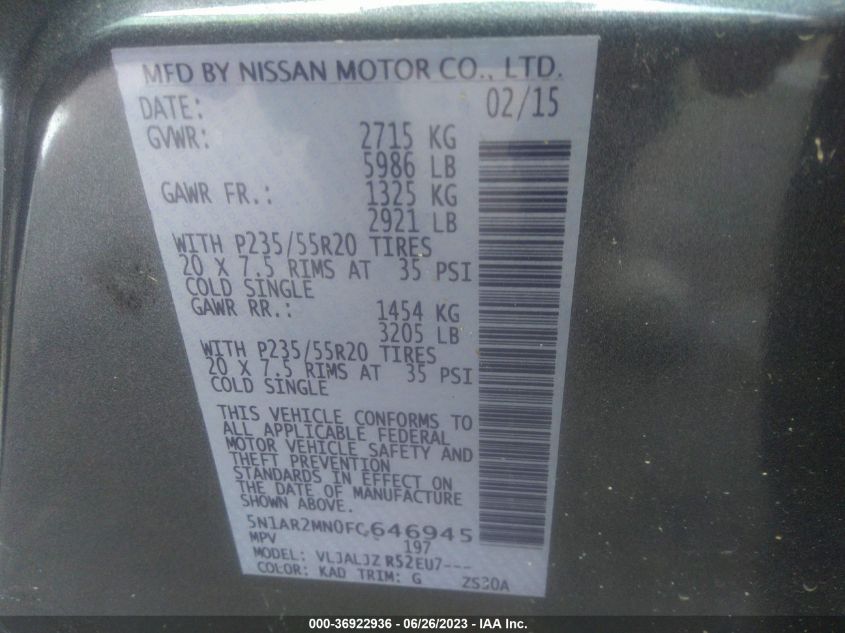 MFD BY NISSAN MOTOR CO., LTD.
DATE: 02/15
GVWR: 2715 KG
5986 LB
GAWR FR.: 1325 KG
2921 LB
WITH P235/55R20 TIRES
20 X 7.5 RIMS AT 35 PSI
COLD SINGLE
GAWR RR.: 1454 KG
3205 LB
WITH P235/55R20 TIRES
20 X 7.5 RIMS AT 35 PSI
COLD SINGLE
THIS VEHICLE CONFORMS TO
ALL APPLICABLE FEDERAL
MOTOR VEHICLE SAFETY AND
THEFT PREVENTION
STANDARDS IN EFFECT ON
THE DATE OF MANUFACTURE
SHOWN ABOVE.
5N1AR2MN0FC646945
MPV 197
MODEL: VLJALJZ R52EU7---
COLOR: KAD TRIM: G ZS30A
000-36922936 - 06/26/2023 - IAA Inc.